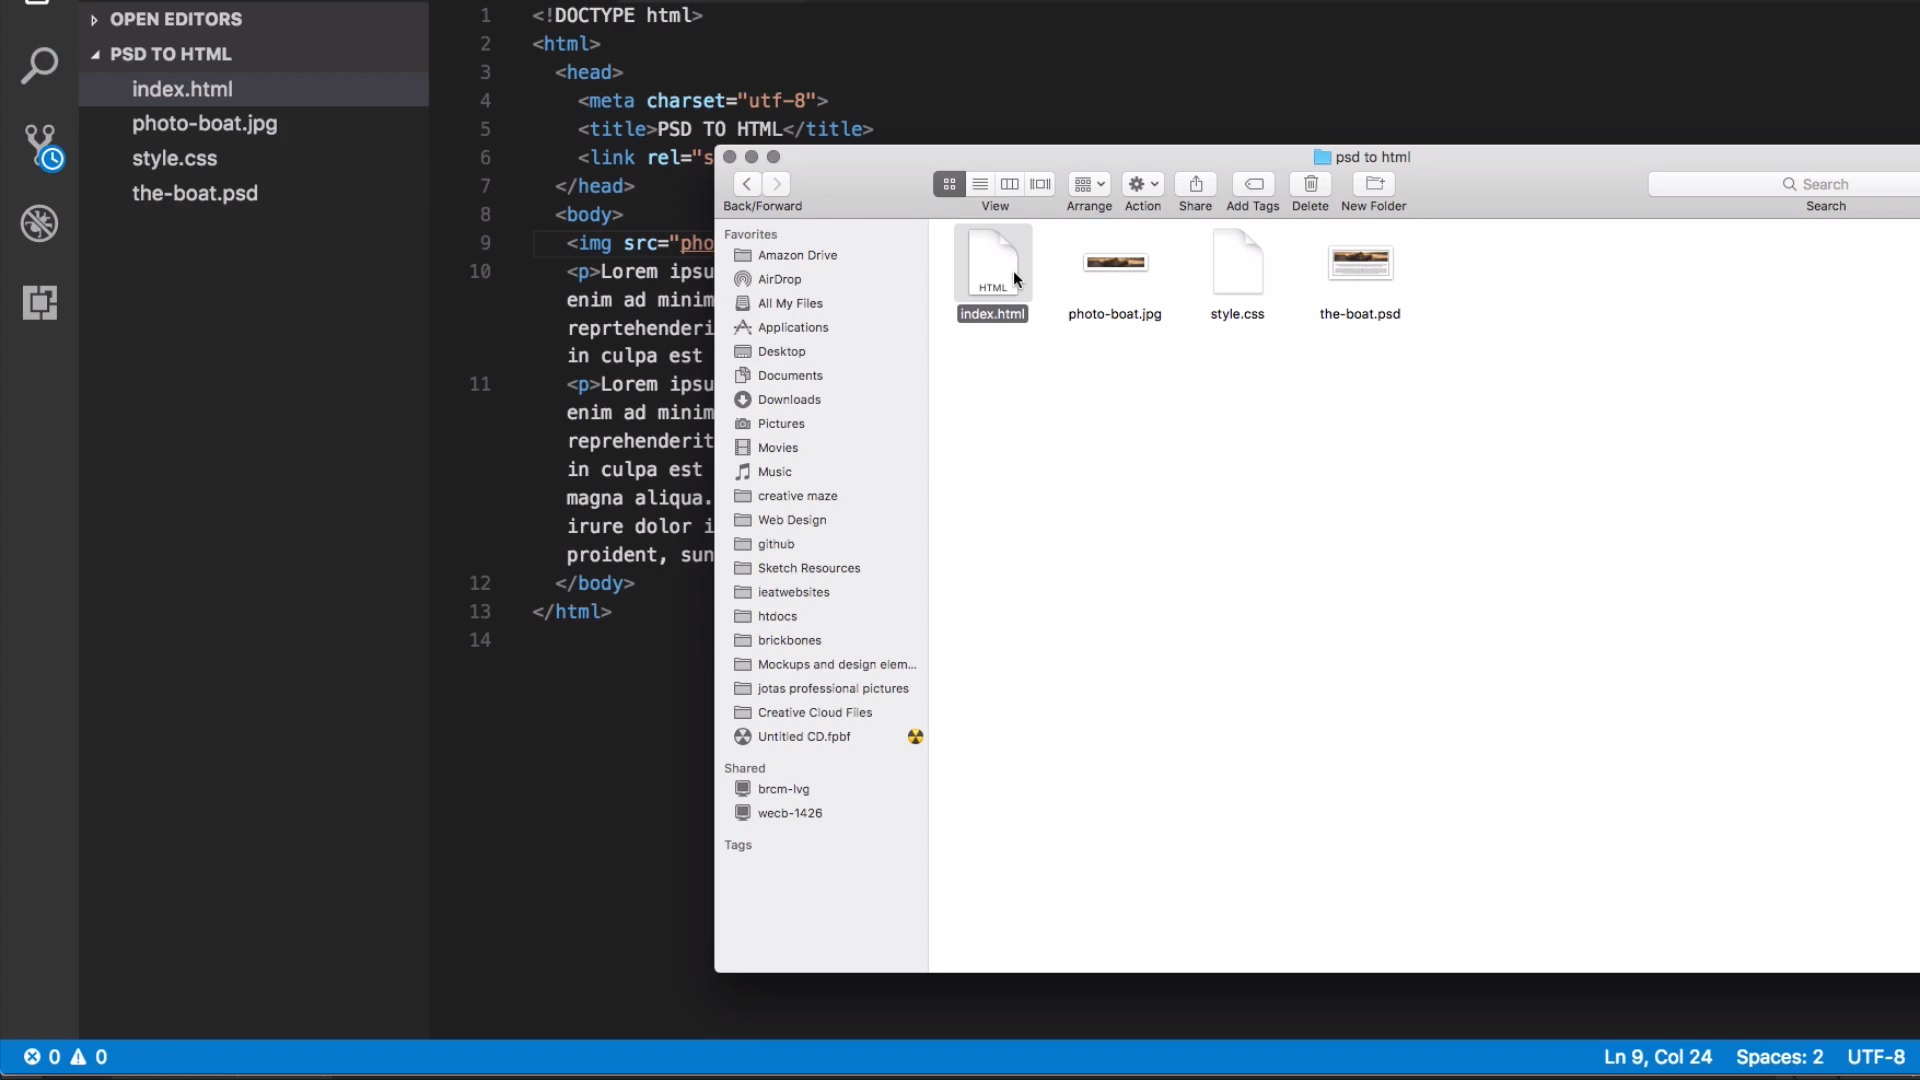 OPEN EDITORS
PSD TO HTML
index.html
photo-boat.jpg
style.css
the-boat.psd
1 <!DOCTYPE html>
2 <html>
3 <head>
4 <meta charset="utf-8">
5 <title>PSD TO HTML</title>
6 <link rel="s
7 </head>
8 <body>
9 <img src="pho
10 <p>Lorem ipsu
enim ad minim
reprtehenderi
in culpa est
11 <p>Lorem ipsu
enim ad minim
reprehenderit
in culpa est
magna aliqua.
irure dolor i
proident, sun
12 </body>
13 </html>
14
psd to html
Back/Forward
View
Arrange
Action
Share
Add Tags
Delete
New Folder
Search
Search
Favorites
Amazon Drive
AirDrop
All My Files
Applications
Desktop
Documents
Downloads
Pictures
Movies
Music
creative maze
Web Design
github
Sketch Resources
ieatwebsites
htdocs
brickbones
Mockups and design elem...
jotas professional pictures
Creative Cloud Files
Untitled CD.fpbf
Shared
brcm-lvg
wecb-1426
Tags
HTML
index.html
photo-boat.jpg
style.css
the-boat.psd
0 0
Ln 9, Col 24 Spaces: 2 UTF-8